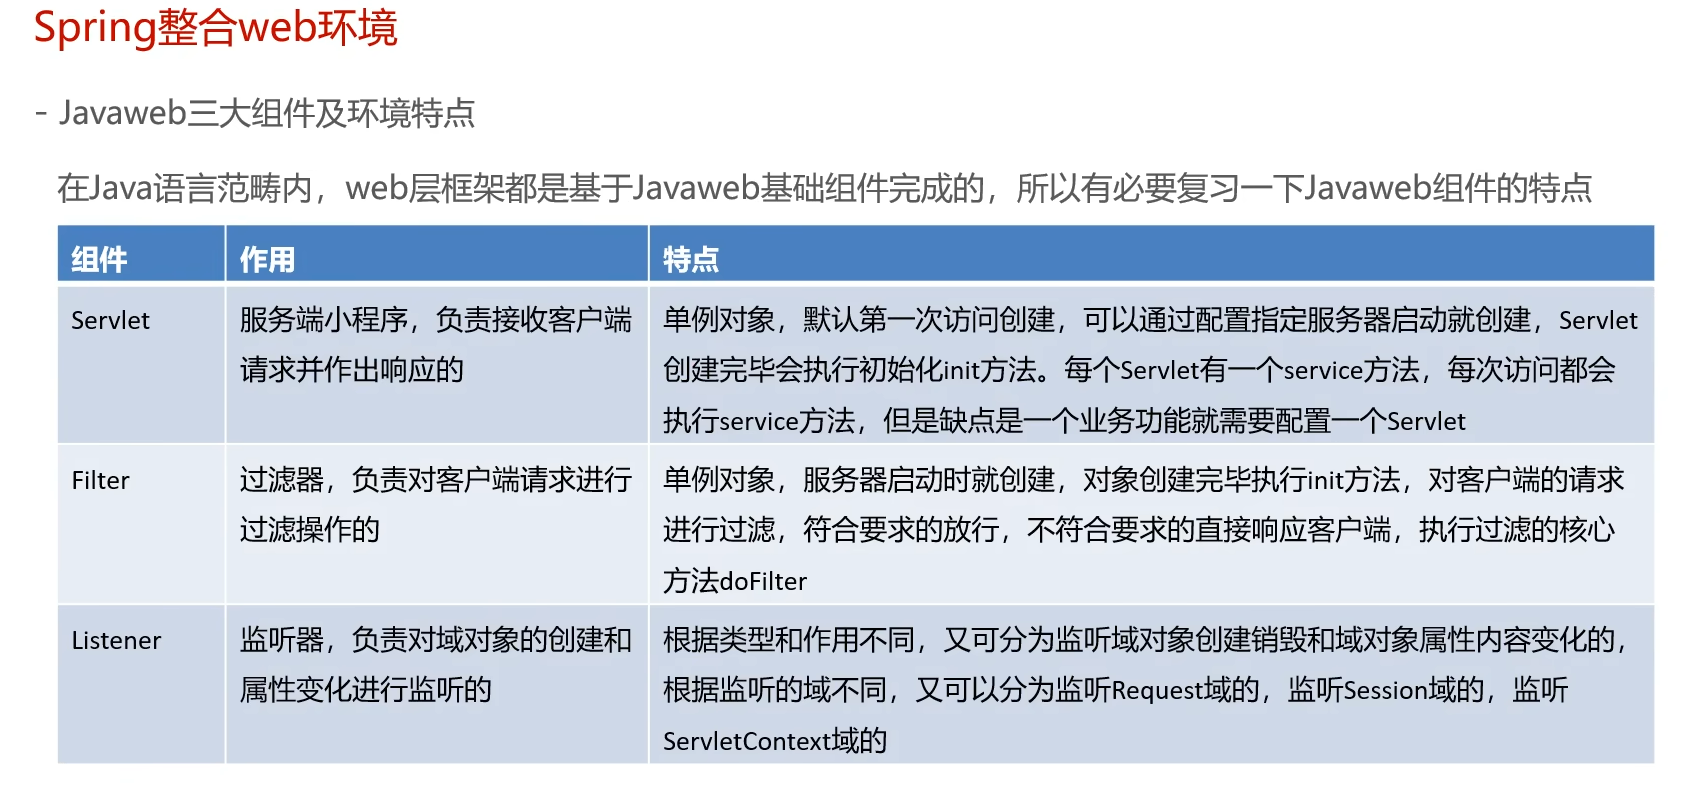 Spring整合web环境
- Javaweb三大组件及环境特点
在Java语言范畴内，web层框架都是基于Javaweb基础组件完成的，所以有必要复习一下Javaweb组件的特点
组件
作用
特点
Servlet
服务端小程序，负责接收客户端
请求并作出响应的
单例对象，默认第一次访问创建，可以通过配置指定服务器启动就创建，Servlet
创建完毕会执行初始化init方法。每个Servlet有一个service方法，每次访问都会
执行service方法，但是缺点是一个业务功能就需要配置一个Servlet
Filter
过滤器，负责对客户端请求进行
过滤操作的
单例对象，服务器启动时就创建，对象创建完毕执行init方法，对客户端的请求
进行过滤，符合要求的放行，不符合要求的直接响应客户端，执行过滤的核心
方法doFilter
Listener
监听器，负责对域对象的创建和
属性变化进行监听的
根据类型和作用不同，又可分为监听域对象创建销毁和域对象属性内容变化的，
根据监听的域不同，又可以分为监听Request域的，监听Session域的，监听
ServletContext域的